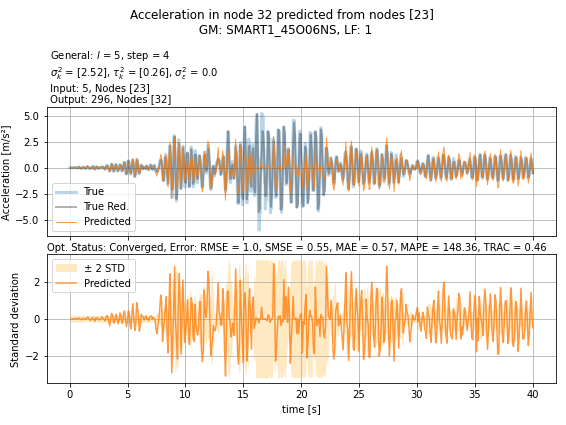 Acceleration in node 32 predicted from nodes [23]
GM: SMART1_45O06NS, LF: 1
General: l = 5, step = 4
σ²ₖ = [2.52], τ²ₖ = [0.26], σ²ε = 0.0
Input: 5, Nodes [23]
Output: 296, Nodes [32]
Acceleration [m/s²]
5.0
2.5
0.0
−2.5
−5.0
True
True Red.
Predicted
Opt. Status: Converged, Error: RMSE = 1.0, SMSE = 0.55, MAE = 0.57, MAPE = 148.36, TRAC = 0.46
Standard deviation
2
0
−2
± 2 STD
Predicted
0 5 10 15 20 25 30 35 40
time [s]